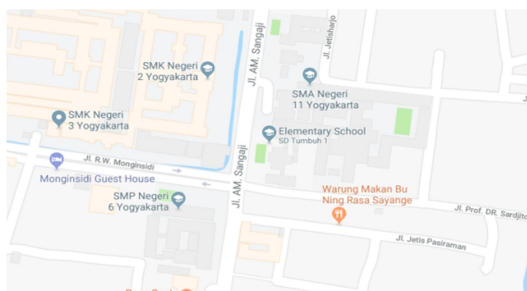 Jl. AM. Sangaji
Jl. Jetisharjo
SMK Negeri
2 Yogyakarta
SMA Negeri
11 Yogyakarta
SMK Negeri
3 Yogyakarta
Elementary School
SD Tumbuh 1
Jl. R.W. Monginsidi
Monginsidi Guest House
Jl. AM. Sangaji
SMP Negeri
6 Yogyakarta
Warung Makan Bu
Ning Rasa Sayange
Jl. Prof. DR. Sardjito
Jl. Jetis Pasiraman